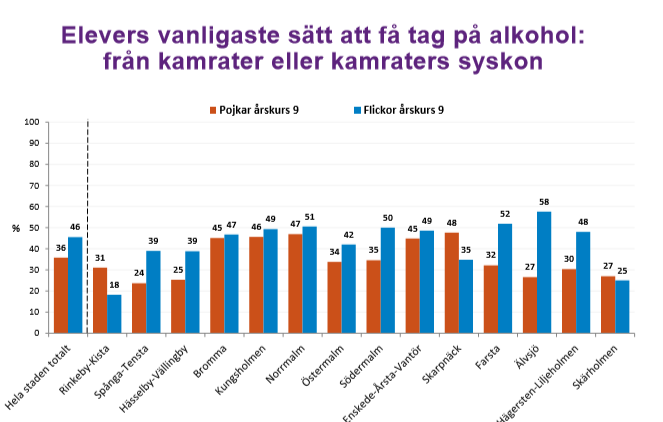 Elevers vanligaste sätt att få tag på alkohol:
från kamrater eller kamraters syskon
Pojkar årskurs 9 Flickor årskurs 9
100
90
80
70
60
50
40
30
20
10
0
%
36 46
31 18
24 39
25 39
45 47
46 49
47 51
34 42
35 50
45 49
48 35
32 52
27 58
30 48
27 25
Hela staden totalt
Rinkeby-Kista
Spånga-Tensta
Hässelby-Vällingby
Bromma
Kungsholmen
Norrmalm
Östermalm
Södermalm
Enskede-Årsta-Vantör
Skarpnäck
Farsta
Älvsjö
Hägersten-Liljeholmen
Skärholmen